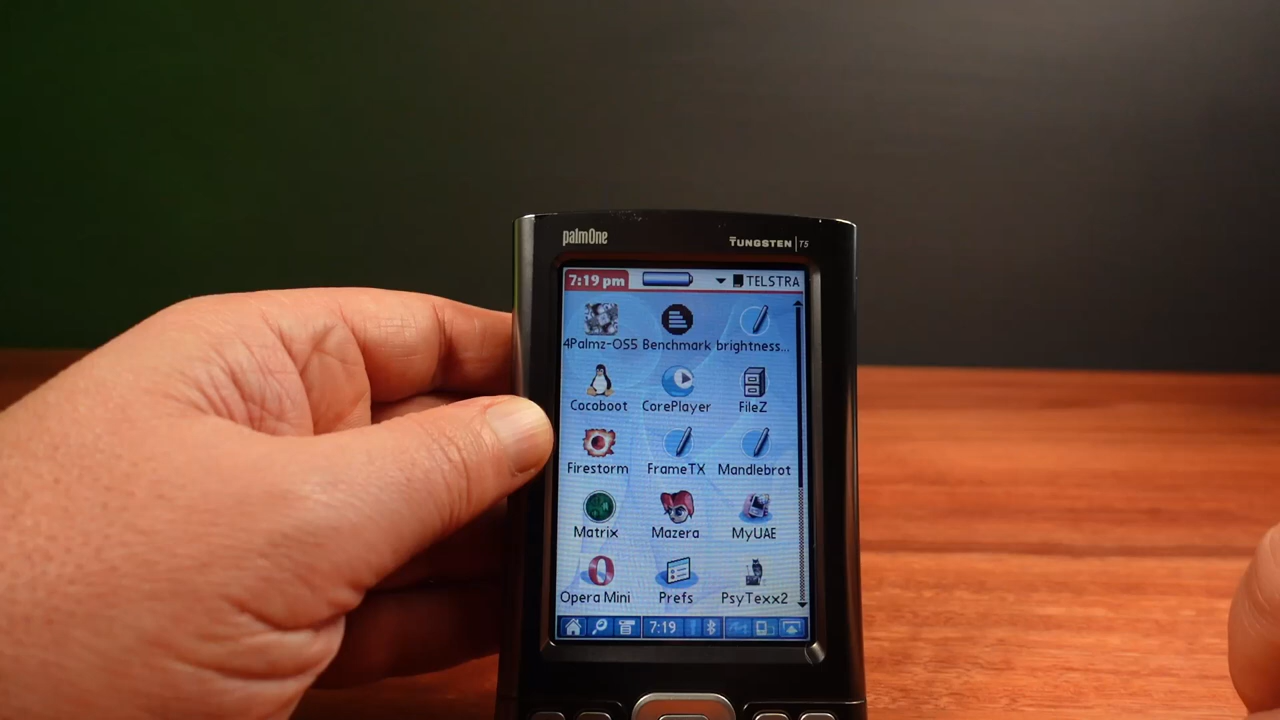 palmOne
TUNGSTEN | T5
7:19 pm
TELSTRA
4Palmz-OS5 Benchmark brightness...
Cocoboot CorePlayer FileZ
Firestorm FrameTX Mandlebrot
Matrix Mazera MyUAE
Opera Mini Prefs PsyTexx2
7:19